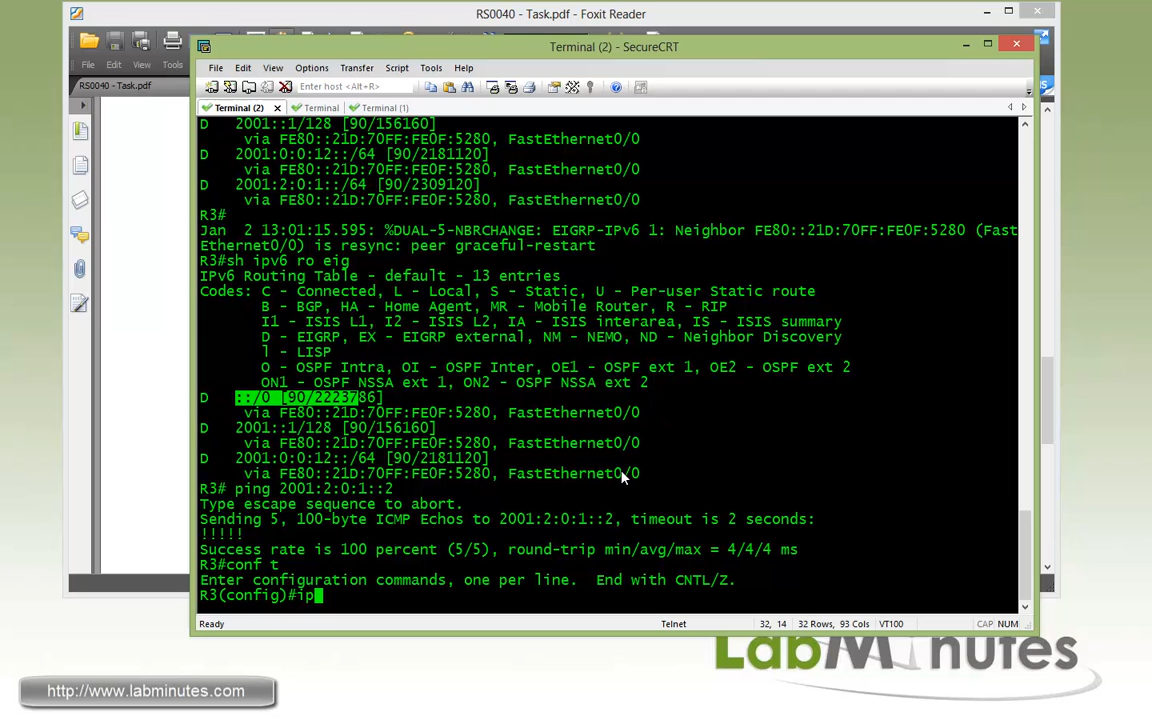 RS0040 - Task.pdf - Foxit Reader
File Edit View Tools
RS0040 - Task.pdf
Terminal (2) - SecureCRT
File Edit View Options Transfer Script Tools Help
Enter host <Alt+R>
Terminal (2) Terminal Terminal (1)
D 2001::1/128 [90/156160]
via FE80::21D:70FF:FE0F:5280, FastEthernet0/0
D 2001:0:0:12::/64 [90/2181120]
via FE80::21D:70FF:FE0F:5280, FastEthernet0/0
D 2001:2:0:1::/64 [90/2309120]
via FE80::21D:70FF:FE0F:5280, FastEthernet0/0
R3#
Jan 2 13:01:15.595: %DUAL-5-NBRCHANGE: EIGRP-IPv6 1: Neighbor FE80::21D:70FF:FE0F:5280 (Fast
Ethernet0/0) is resync: peer graceful-restart
R3#sh ipv6 ro eig
IPv6 Routing Table - default - 13 entries
Codes: C - Connected, L - Local, S - Static, U - Per-user Static route
B - BGP, HA - Home Agent, MR - Mobile Router, R - RIP
I1 - ISIS L1, I2 - ISIS L2, IA - ISIS interarea, IS - ISIS summary
D - EIGRP, EX - EIGRP external, NM - NEMO, ND - Neighbor Discovery
l - LISP
O - OSPF Intra, OI - OSPF Inter, OE1 - OSPF ext 1, OE2 - OSPF ext 2
ON1 - OSPF NSSA ext 1, ON2 - OSPF NSSA ext 2
D ::/0 [90/2223786]
via FE80::21D:70FF:FE0F:5280, FastEthernet0/0
D 2001::1/128 [90/156160]
via FE80::21D:70FF:FE0F:5280, FastEthernet0/0
D 2001:0:0:12::/64 [90/2181120]
via FE80::21D:70FF:FE0F:5280, FastEthernet0/0
R3# ping 2001:2:0:1::2
Type escape sequence to abort.
Sending 5, 100-byte ICMP Echos to 2001:2:0:1::2, timeout is 2 seconds:
!!!!!
Success rate is 100 percent (5/5), round-trip min/avg/max = 4/4/4 ms
R3#conf t
Enter configuration commands, one per line. End with CNTL/Z.
R3(config)#ip
Ready Telnet 32, 14 32 Rows, 93 Cols VT100 CAP NUM
LabMinutes
http://www.labminutes.com